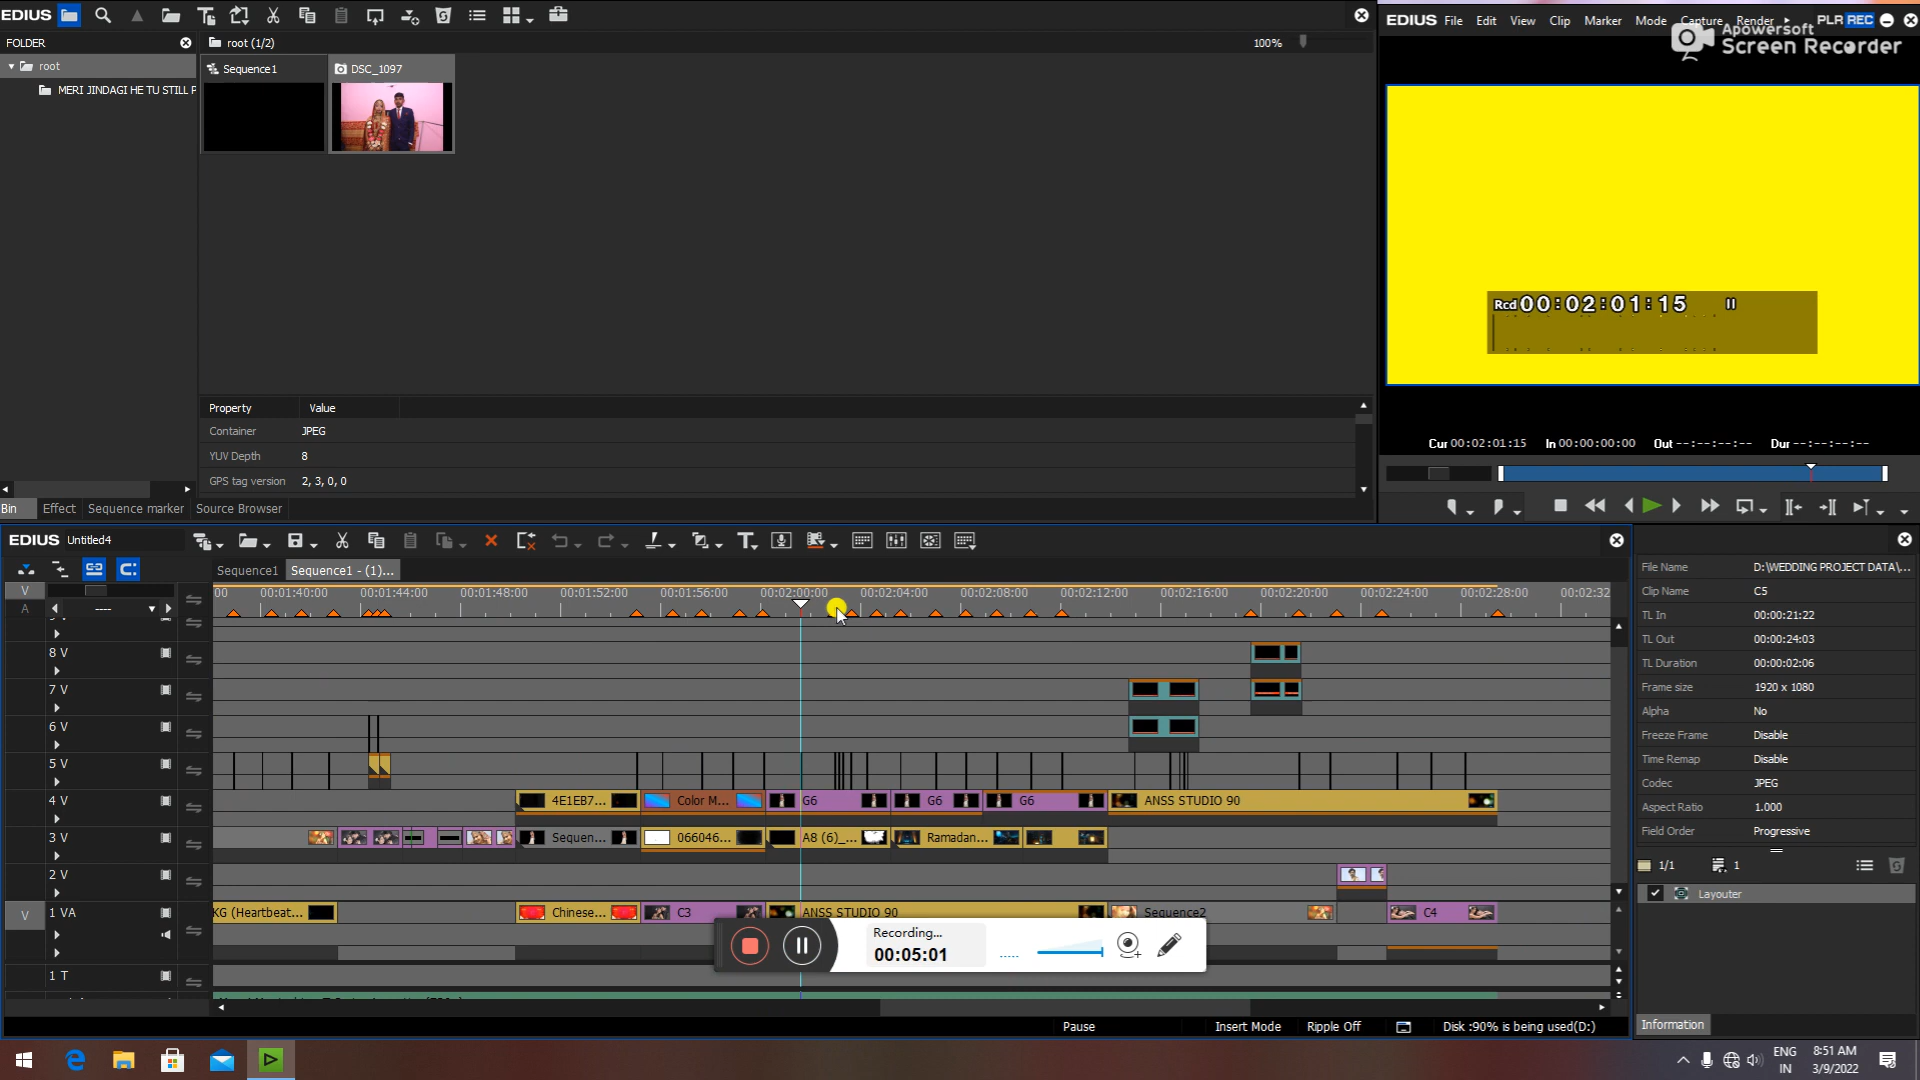 EDIUS
FOLDER
root
MERI JINDAGI HE TU STILL P
root (1/2)
100%
Sequence1
DSC_1097
Property Value
Container JPEG
YUV Depth 8
GPS tag version 2, 3, 0, 0
Bin Effect Sequence marker Source Browser
EDIUS File Edit View Clip Marker Mode Capture Render PLR REC
Apowersoft
Screen Recorder
Rcd 00:02:01:15
Cur 00:02:01:15 In 00:00:00:00 Out --:--:--:-- Dur --:--:--:--
EDIUS Untitled4
Sequence1 Sequence1 - (1)...
V
A ----
00 00:01:40:00 00:01:44:00 00:01:48:00 00:01:52:00 00:01:56:00 00:02:00:00 00:02:04:00 00:02:08:00 00:02:12:00 00:02:16:00 00:02:20:00 00:02:24:00 00:02:28:00 00:02:32
8 V
7 V
6 V
5 V
4 V 4E1EB7... Color M... G6 G6 G6 ANSS STUDIO 90
3 V Sequen... 066046... A8 (6)_... Ramadan...
2 V
V 1 VA KG (Heartbeat... Chinese... C3 ANSS STUDIO 90 Sequence2 C4
1 T
Recording...
00:05:01
Pause Insert Mode Ripple Off Disk :90% is being used(D:)
File Name D:\WEDDING PROJECT DATA\...
Clip Name C5
TL In 00:00:21:22
TL Out 00:00:24:03
TL Duration 00:00:02:06
Frame size 1920 x 1080
Alpha No
Freeze Frame Disable
Time Remap Disable
Codec JPEG
Aspect Ratio 1.000
Field Order Progressive
1/1 1
Layouter
Information
ENG
IN
8:51 AM
3/9/2022